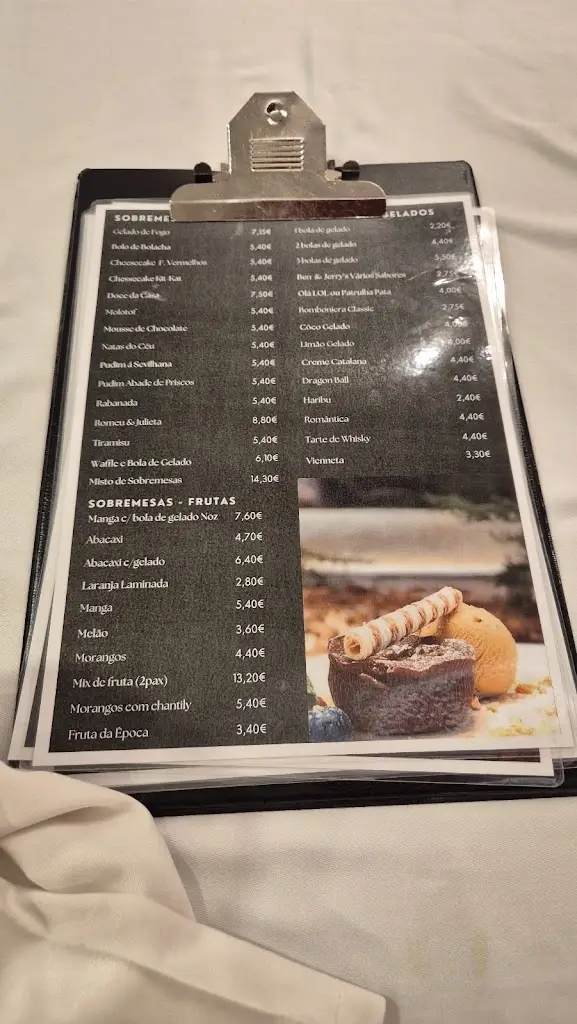 SOBREME
Gelado de Fogo 7,15€
Bolo de Bolacha 5,40€
Cheesecake F. Vermelhos 5,40€
Chessecake Kit-Kat 5,40€
Doce da Casa 7,50€
Molotof 5,40€
Mousse de Chocolate 5,40€
Natas do Céu 5,40€
Pudim á Sevilhana 5,40€
Pudim Abade de Priscos 5,40€
Rabanada 5,40€
Romeu & Julieta 8,80€
Tiramisu 5,40€
Waffle e Bola de Gelado 6,10€
Misto de Sobremesas 14,30€
SOBREMESAS - FRUTAS
Manga c/ bola de gelado Noz 7,60€
Abacaxi 4,70€
Abacaxi c/gelado 6,40€
Laranja Laminada 2,80€
Manga 5,40€
Melão 3,60€
Morangos 4,40€
Mix de fruta (2pax) 13,20€
Morangos com chantily 5,40€
Fruta da Época 3,40€
GELADOS
1 bola de gelado 2,20€
2 bolas de gelado 4,40€
3 bolas de gelado 5,50€
Ben & Jerry's Vários Sabores 2,75€
Olá LOL ou Patrulha Pata 4,00€
Bomboniera Classic 2,75€
Côco Gelado
Limão Gelado 4,00€
Creme Catalana 4,40€
Dragon Ball 4,40€
Haribu 2,40€
Romântica 4,40€
Tarte de Whisky 4,40€
Vienneta 3,30€